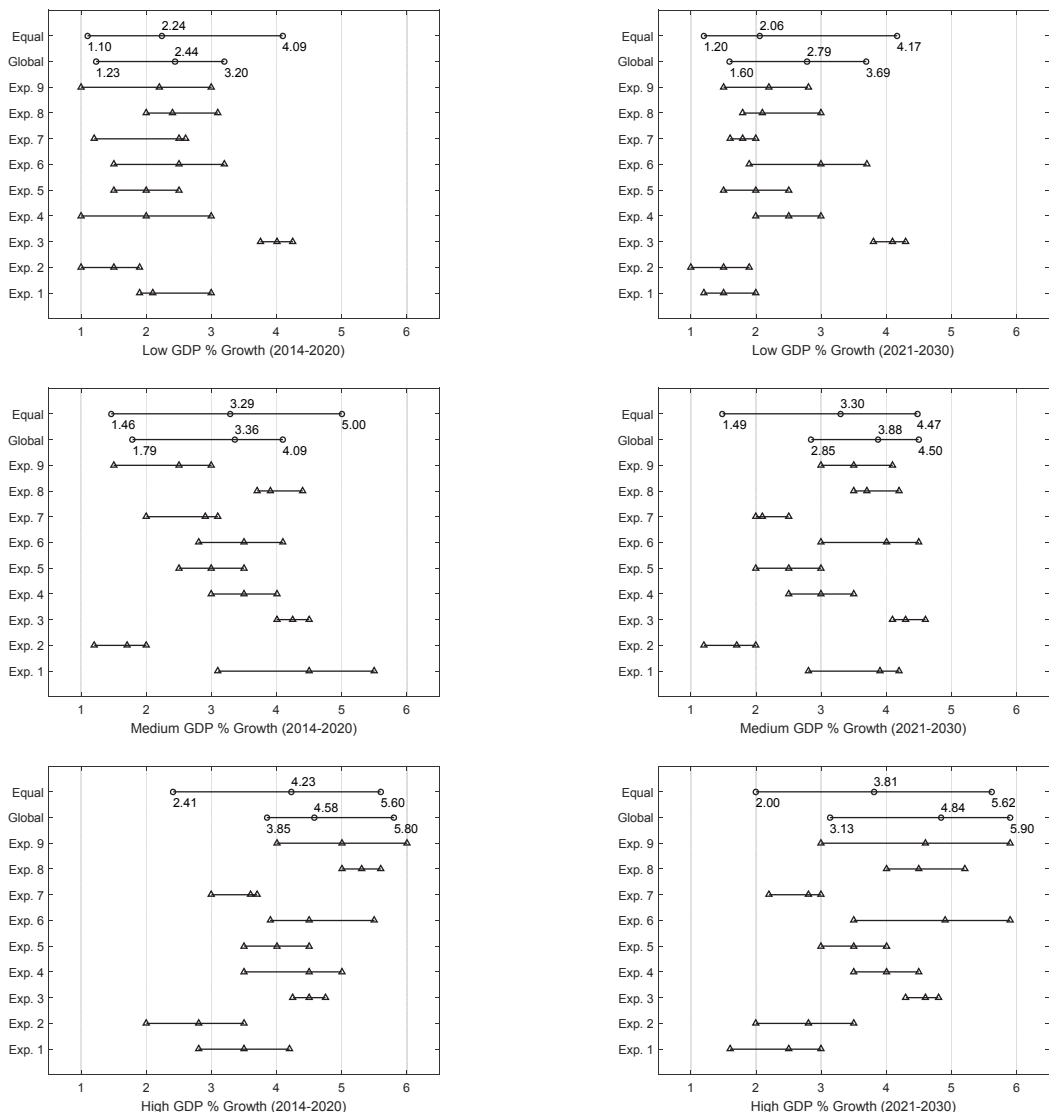 Equal 1.10 2.24 4.09
Global 1.23 2.44 3.20
Exp. 9
Exp. 8
Exp. 7
Exp. 6
Exp. 5
Exp. 4
Exp. 3
Exp. 2
Exp. 1
1 2 3 4 5 6
Low GDP % Growth (2014-2020)
Equal 1.20 2.06 4.17
Global 1.60 2.79 3.69
Exp. 9
Exp. 8
Exp. 7
Exp. 6
Exp. 5
Exp. 4
Exp. 3
Exp. 2
Exp. 1
1 2 3 4 5 6
Low GDP % Growth (2021-2030)
Equal 1.46 3.29 5.00
Global 1.79 3.36 4.09
Exp. 9
Exp. 8
Exp. 7
Exp. 6
Exp. 5
Exp. 4
Exp. 3
Exp. 2
Exp. 1
1 2 3 4 5 6
Medium GDP % Growth (2014-2020)
Equal 1.49 3.30 4.47
Global 2.85 3.88 4.50
Exp. 9
Exp. 8
Exp. 7
Exp. 6
Exp. 5
Exp. 4
Exp. 3
Exp. 2
Exp. 1
1 2 3 4 5 6
Medium GDP % Growth (2021-2030)
Equal 2.41 4.23 5.60
Global 3.85 4.58 5.80
Exp. 9
Exp. 8
Exp. 7
Exp. 6
Exp. 5
Exp. 4
Exp. 3
Exp. 2
Exp. 1
1 2 3 4 5 6
High GDP % Growth (2014-2020)
Equal 2.00 3.81 5.62
Global 3.13 4.84 5.90
Exp. 9
Exp. 8
Exp. 7
Exp. 6
Exp. 5
Exp. 4
Exp. 3
Exp. 2
Exp. 1
1 2 3 4 5 6
High GDP % Growth (2021-2030)